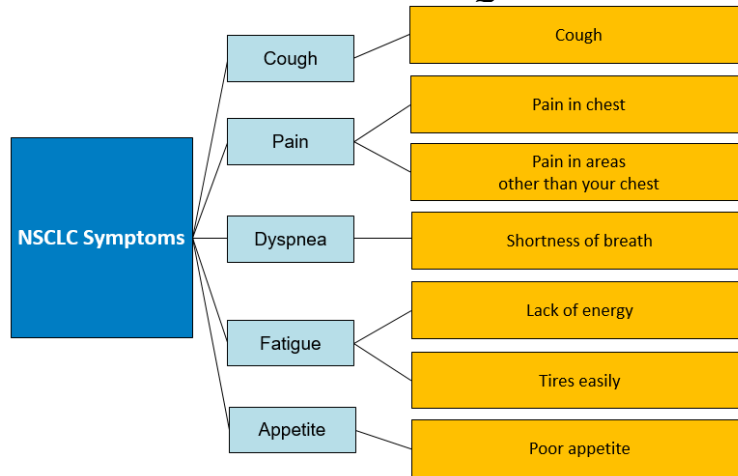 NSCLC Symptoms
Cough
Cough
Pain
Pain in chest
Pain in areas
other than your chest
Dyspnea
Shortness of breath
Fatigue
Lack of energy
Tires easily
Appetite
Poor appetite